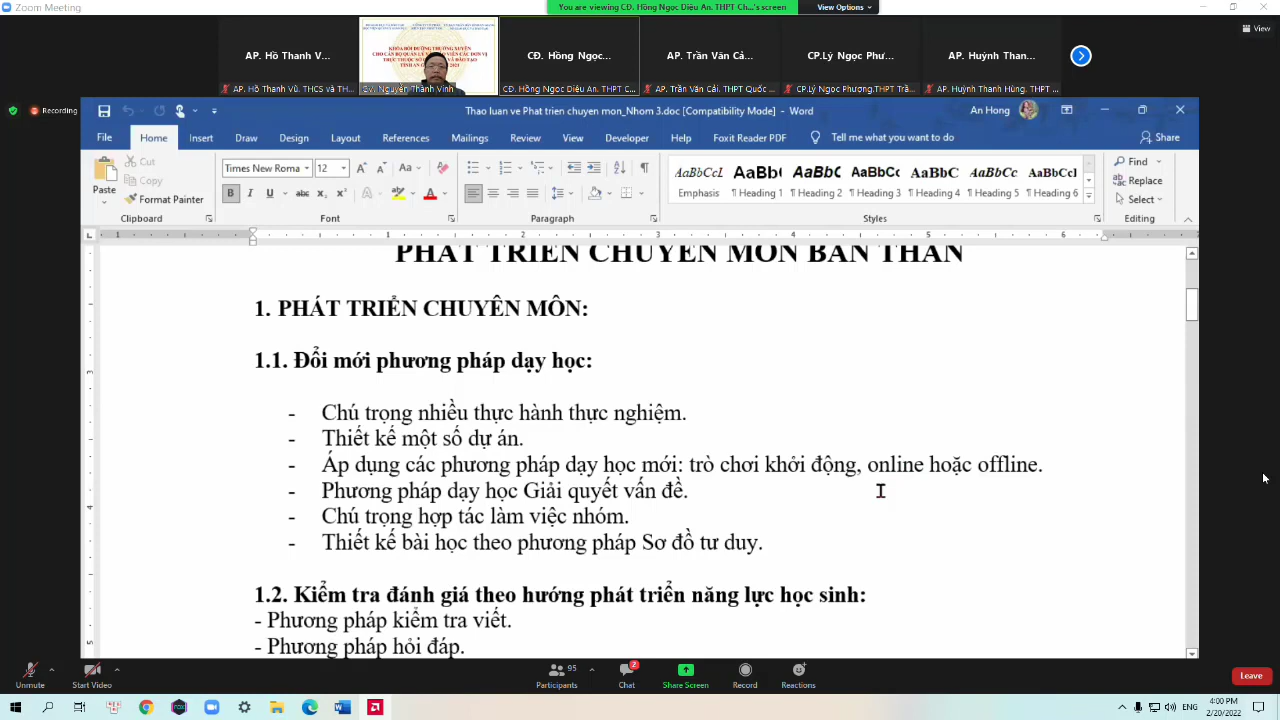 Zoom Meeting
You are viewing CĐ. Hồng Ngọc Diệu An. THPT Ch...'s screen
View Options
AP. Hồ Thanh V...
CĐ. Hồng Ngọc...
AP. Trần Văn Cả...
CP.Lý Ngọc Phư...
AP. Huỳnh Than...
View
KHÓA BỒI DƯỠNG THƯỜNG XUYÊN
AP. Hồ Thanh Vũ. THCS và TH...
GV. Nguyễn Thành Vinh
CĐ. Hồng Ngọc Diệu An. THPT C...
AP. Trần Văn Cải. THPT Quốc ...
CP.Lý Ngọc Phương.THPT Trầ...
AP. Huỳnh Thanh Hùng. THPT ...
Recording
Thao luan ve Phat trien chuyen mon_Nhom 3.doc [Compatibility Mode] - Word
An Hong
File Home Insert Draw Design Layout References Mailings Review View Developer Help Foxit Reader PDF Tell me what you want to do Share
Paste
Cut
Copy
Format Painter
Times New Roma 12
Emphasis
¶ Heading 1
¶ Heading 2
¶ Heading 3
¶ Heading 4
¶ Heading 5
¶ Heading 6
Find
Replace
Select
Clipboard Font Paragraph Styles Editing
PHÁT TRIỂN CHUYÊN MÔN BẢN THÂN
1. PHÁT TRIỂN CHUYÊN MÔN:
1.1. Đổi mới phương pháp dạy học:
- Chú trọng nhiều thực hành thực nghiệm.
- Thiết kế một số dự án.
- Áp dụng các phương pháp dạy học mới: trò chơi khởi động, online hoặc offline.
- Phương pháp dạy học Giải quyết vấn đề.
- Chú trọng hợp tác làm việc nhóm.
- Thiết kế bài học theo phương pháp Sơ đồ tư duy.
1.2. Kiểm tra đánh giá theo hướng phát triển năng lực học sinh:
- Phương pháp kiểm tra viết.
- Phương pháp hỏi đáp.
Unmute
Start Video
95
Participants
2
Chat
Share Screen
Record
Reactions
Leave
ENG
4:00 PM
2/20/2022